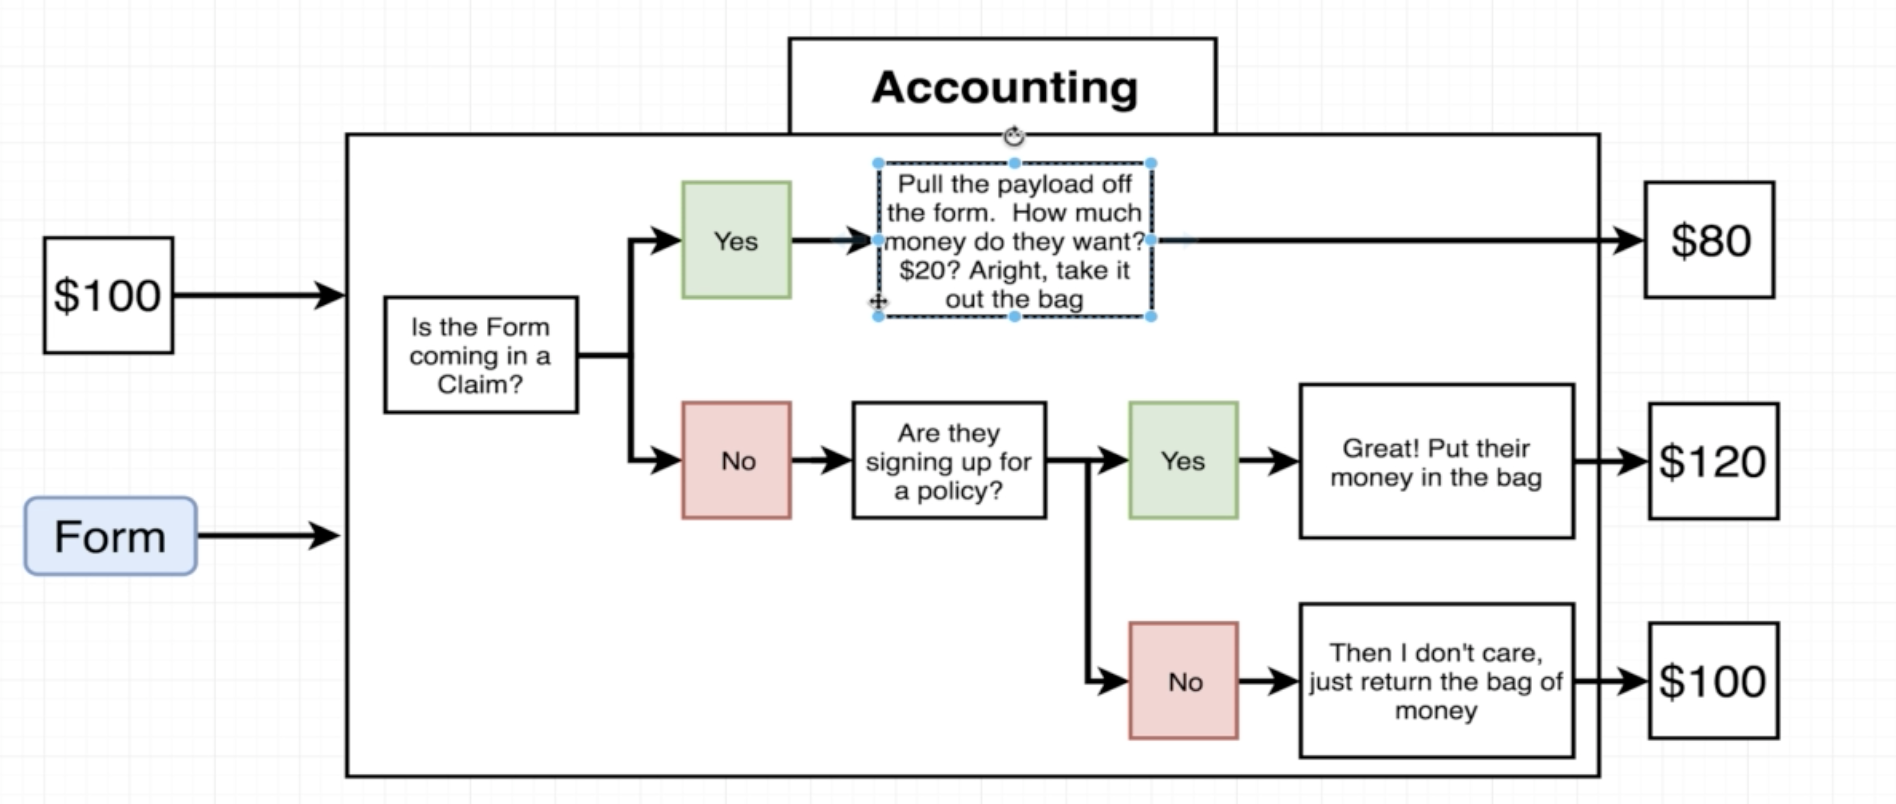 Accounting
$100
Form
Is the Form
coming in a
Claim?
Yes
Pull the payload off
the form.  How much
money do they want?
$20? Aright, take it
out the bag
$80
No
Are they
signing up for
a policy?
Yes
Great! Put their
money in the bag
$120
No
Then I don't care,
just return the bag of
money
$100